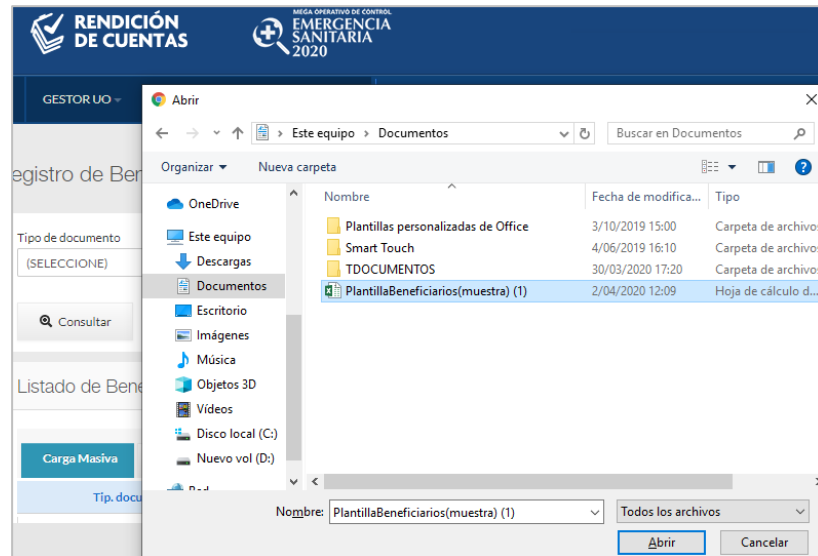 RENDICIÓN
DE CUENTAS
MEGA OPERATIVO DE CONTROL
EMERGENCIA
SANITARIA
2020
GESTOR UO
Abrir
Este equipo > Documentos
Buscar en Documentos
Organizar
Nueva carpeta
egistro de Ber
Tipo de documento
(SELECCIONE)
Consultar
Listado de Bene
Carga Masiva
Tip. docu
OneDrive
Este equipo
Descargas
Documentos
Escritorio
Imágenes
Música
Objetos 3D
Vídeos
Disco local (C:)
Nuevo vol (D:)
Red
Nombre Fecha de modifica... Tipo
Plantillas personalizadas de Office 3/10/2019 15:00 Carpeta de archivos
Smart Touch 4/06/2019 16:10 Carpeta de archivos
TDOCUMENTOS 30/03/2020 17:20 Carpeta de archivos
PlantillaBeneficiarios(muestra) (1) 2/04/2020 12:09 Hoja de cálculo d...
Nombre: PlantillaBeneficiarios(muestra) (1) Todos los archivos
Abrir Cancelar